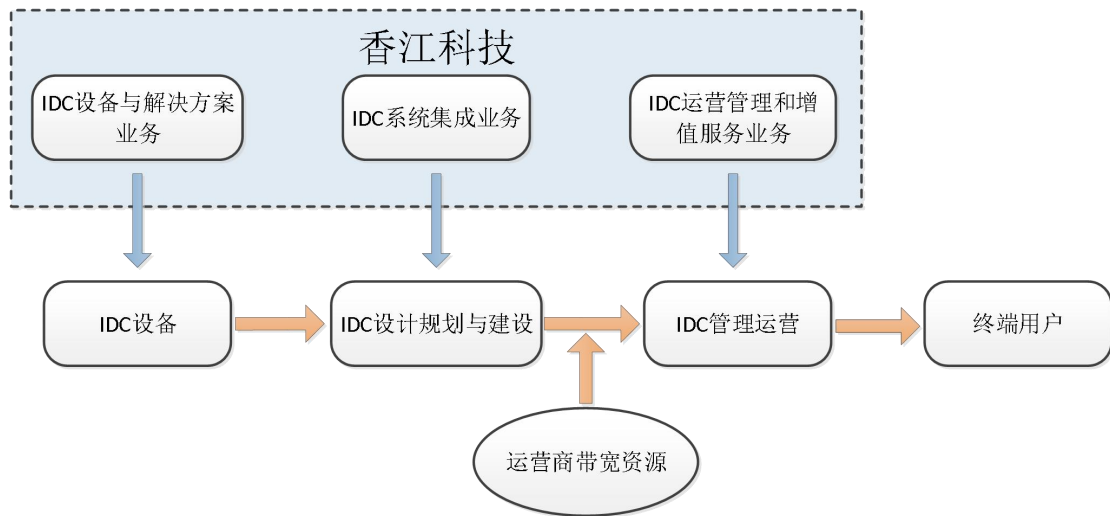 香江科技
IDC设备与解决方案
业务
IDC系统集成业务
IDC运营管理和增
值服务业务
IDC设备
IDC设计规划与建设
IDC管理运营
终端用户
运营商带宽资源